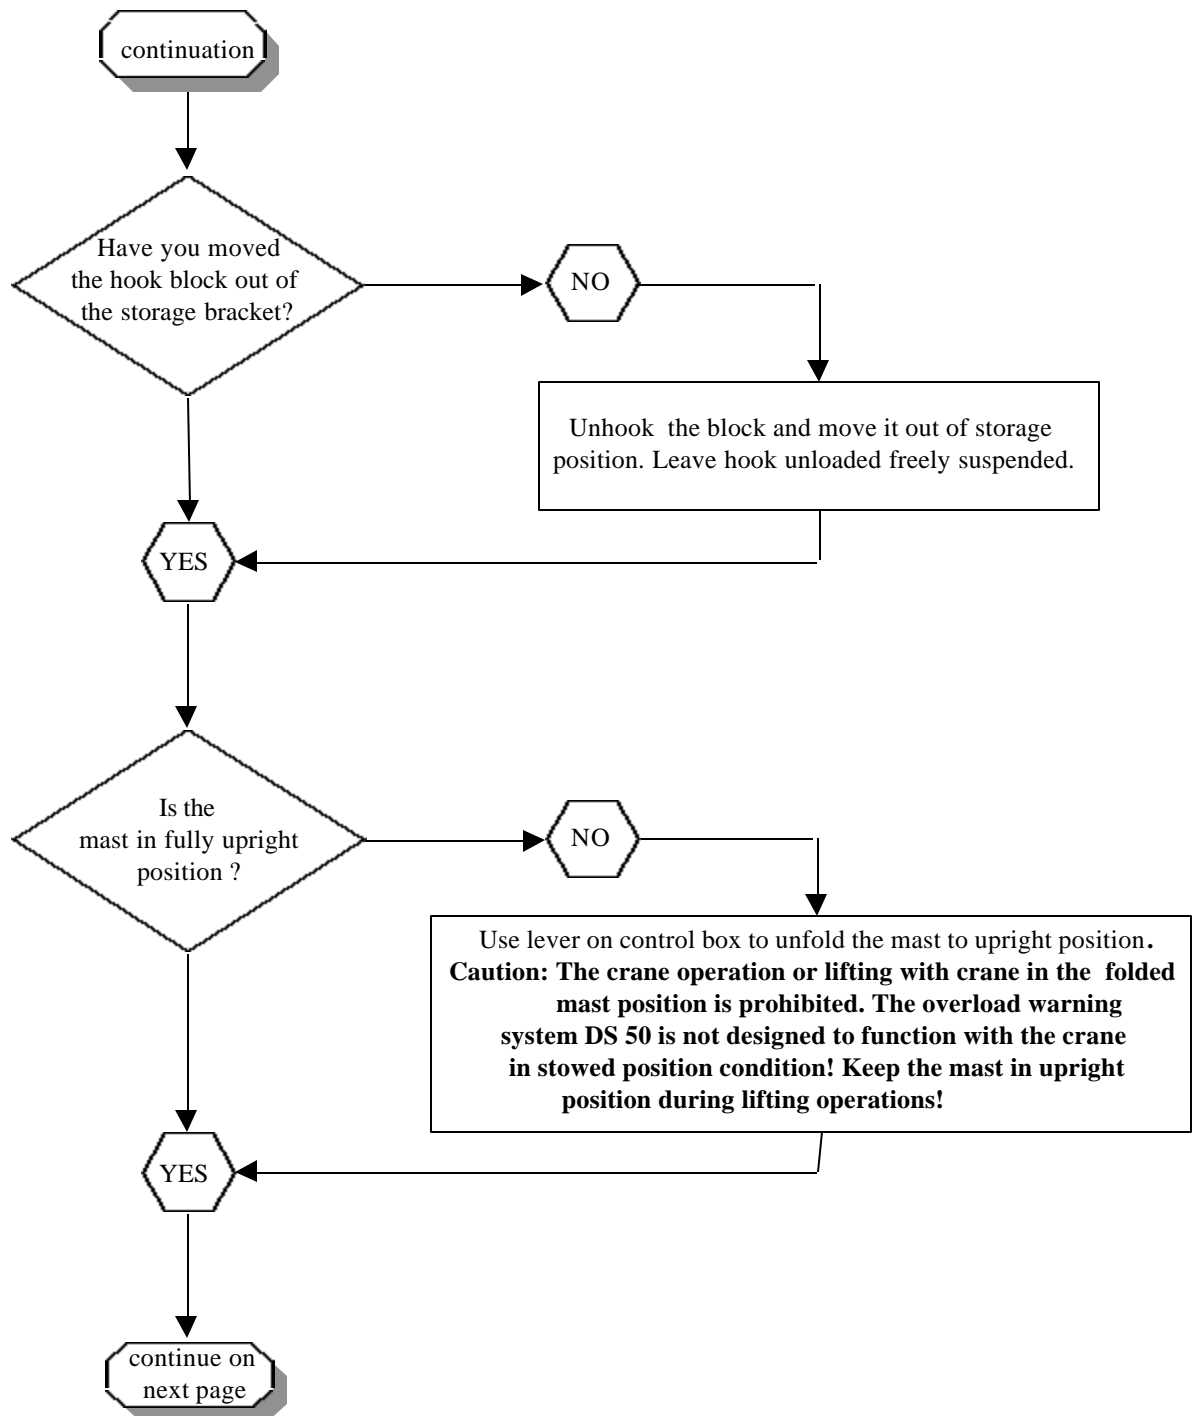 continuation
Have you moved
the hook block out of
the storage bracket?
NO
Unhook the block and move it out of storage
position. Leave hook unloaded freely suspended.
YES
Is the
mast in fully upright
position ?
NO
Use lever on control box to unfold the mast to upright position.
Caution: The crane operation or lifting with crane in the folded
mast position is prohibited. The overload warning
system DS 50 is not designed to function with the crane
in stowed position condition! Keep the mast in upright
position during lifting operations!
YES
continue on
next page